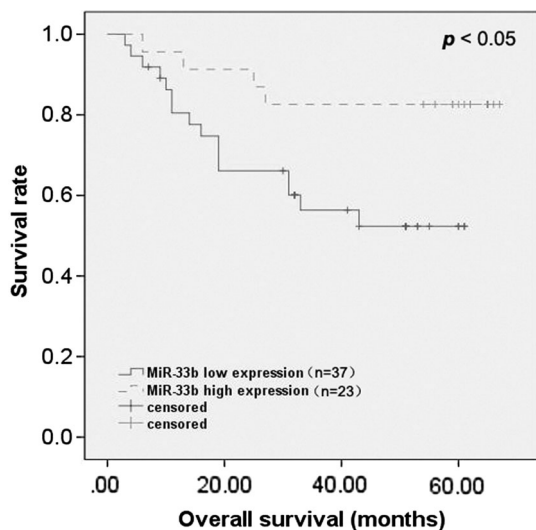 p < 0.05
1.0
0.8
0.6
0.4
0.2
0.0
Survival rate
MiR-33b low expression（n=37）
MiR-33b high expression（n=23）
censored
censored
.00 20.00 40.00 60.00
Overall survival (months)